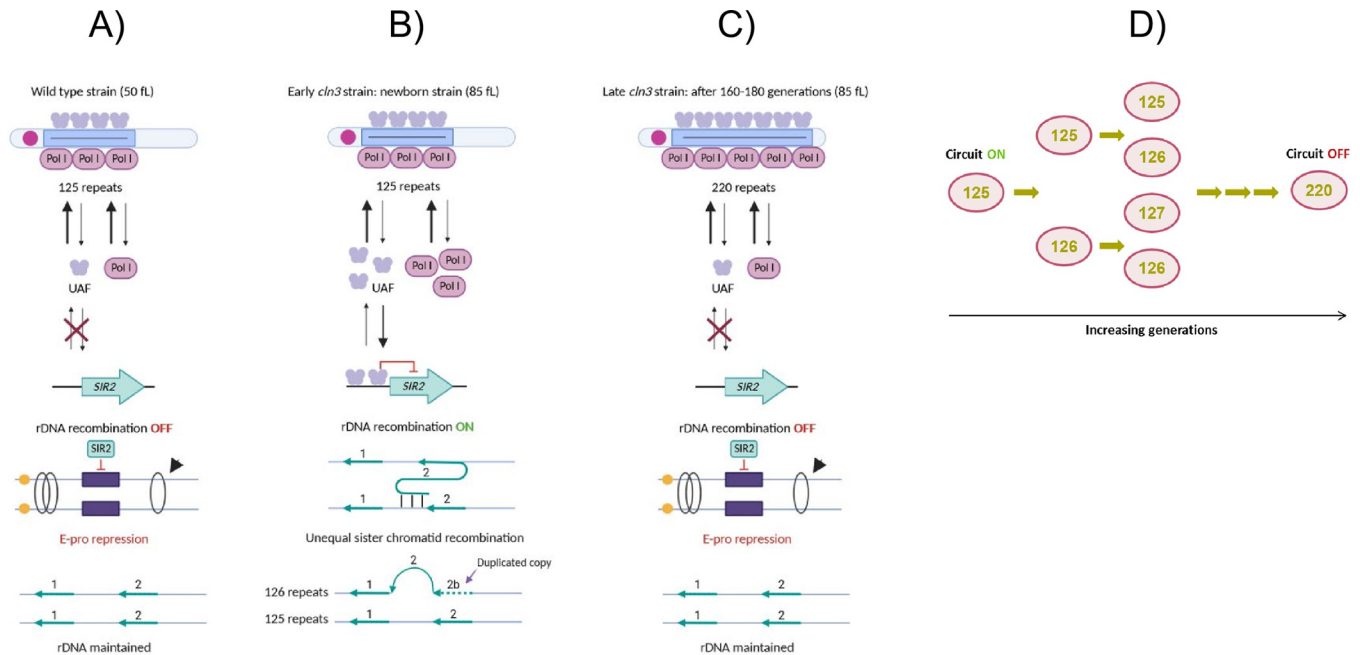 A)
B)
C)
D)
Wild type strain (50 fL)
Pol I Pol I Pol I
125 repeats
Pol I
UAF
SIR2
rDNA recombination OFF
SIR2
E-pro repression
1 2
1 2
rDNA maintained
Early cln3 strain: newborn strain (85 fL)
Pol I Pol I Pol I
125 repeats
Pol I Pol I
Pol I
UAF
SIR2
rDNA recombination ON
1
2
1 2
Unequal sister chromatid recombination
2
Duplicated copy
126 repeats 1 2b
125 repeats 1 2
Late cln3 strain: after 160-180 generations (85 fL)
Pol I Pol I Pol I Pol I Pol I
220 repeats
Pol I
UAF
SIR2
rDNA recombination OFF
SIR2
E-pro repression
1 2
1 2
rDNA maintained
125
125
126
Circuit ON
Circuit OFF
125
220
127
126
126
Increasing generations